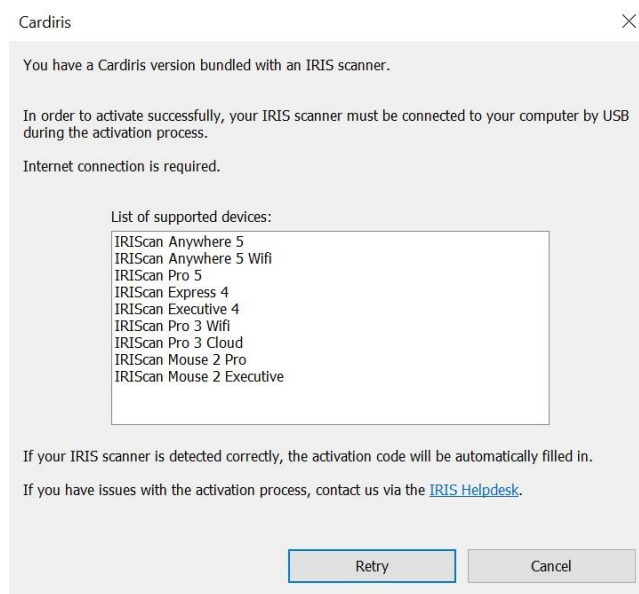 Cardiris
You have a Cardiris version bundled with an IRIS scanner.
In order to activate successfully, your IRIS scanner must be connected to your computer by USB
during the activation process.
Internet connection is required.
List of supported devices:
IRIScan Anywhere 5
IRIScan Anywhere 5 Wifi
IRIScan Pro 5
IRIScan Express 4
IRIScan Executive 4
IRIScan Pro 3 Wifi
IRIScan Pro 3 Cloud
IRIScan Mouse 2 Pro
IRIScan Mouse 2 Executive
If your IRIS scanner is detected correctly, the activation code will be automatically filled in.
If you have issues with the activation process, contact us via the IRIS Helpdesk.
Retry
Cancel